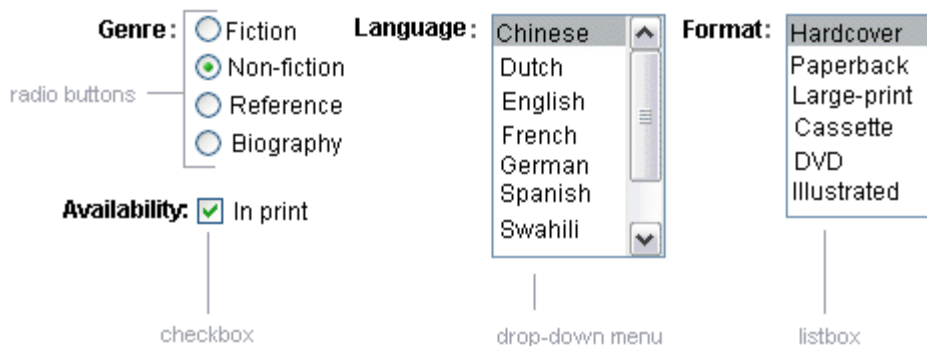 Genre:
Fiction
Non-fiction
Reference
Biography
radio buttons
Availability:
In print
checkbox
Language:
Chinese
Dutch
English
French
German
Spanish
Swahili
drop-down menu
Format:
Hardcover
Paperback
Large-print
Cassette
DVD
Illustrated
listbox